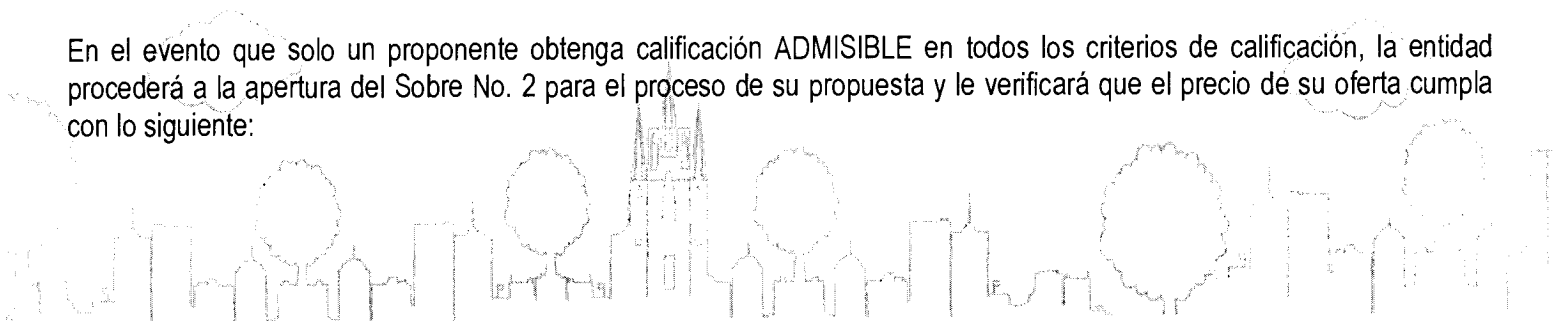 En el evento que solo un proponente obtenga calificación ADMISIBLE en todos los criterios de calificación, la entidad
procederá a la apertura del Sobre No. 2 para el proceso de su propuesta y le verificará que el precio de su oferta cumpla
con lo siguiente: